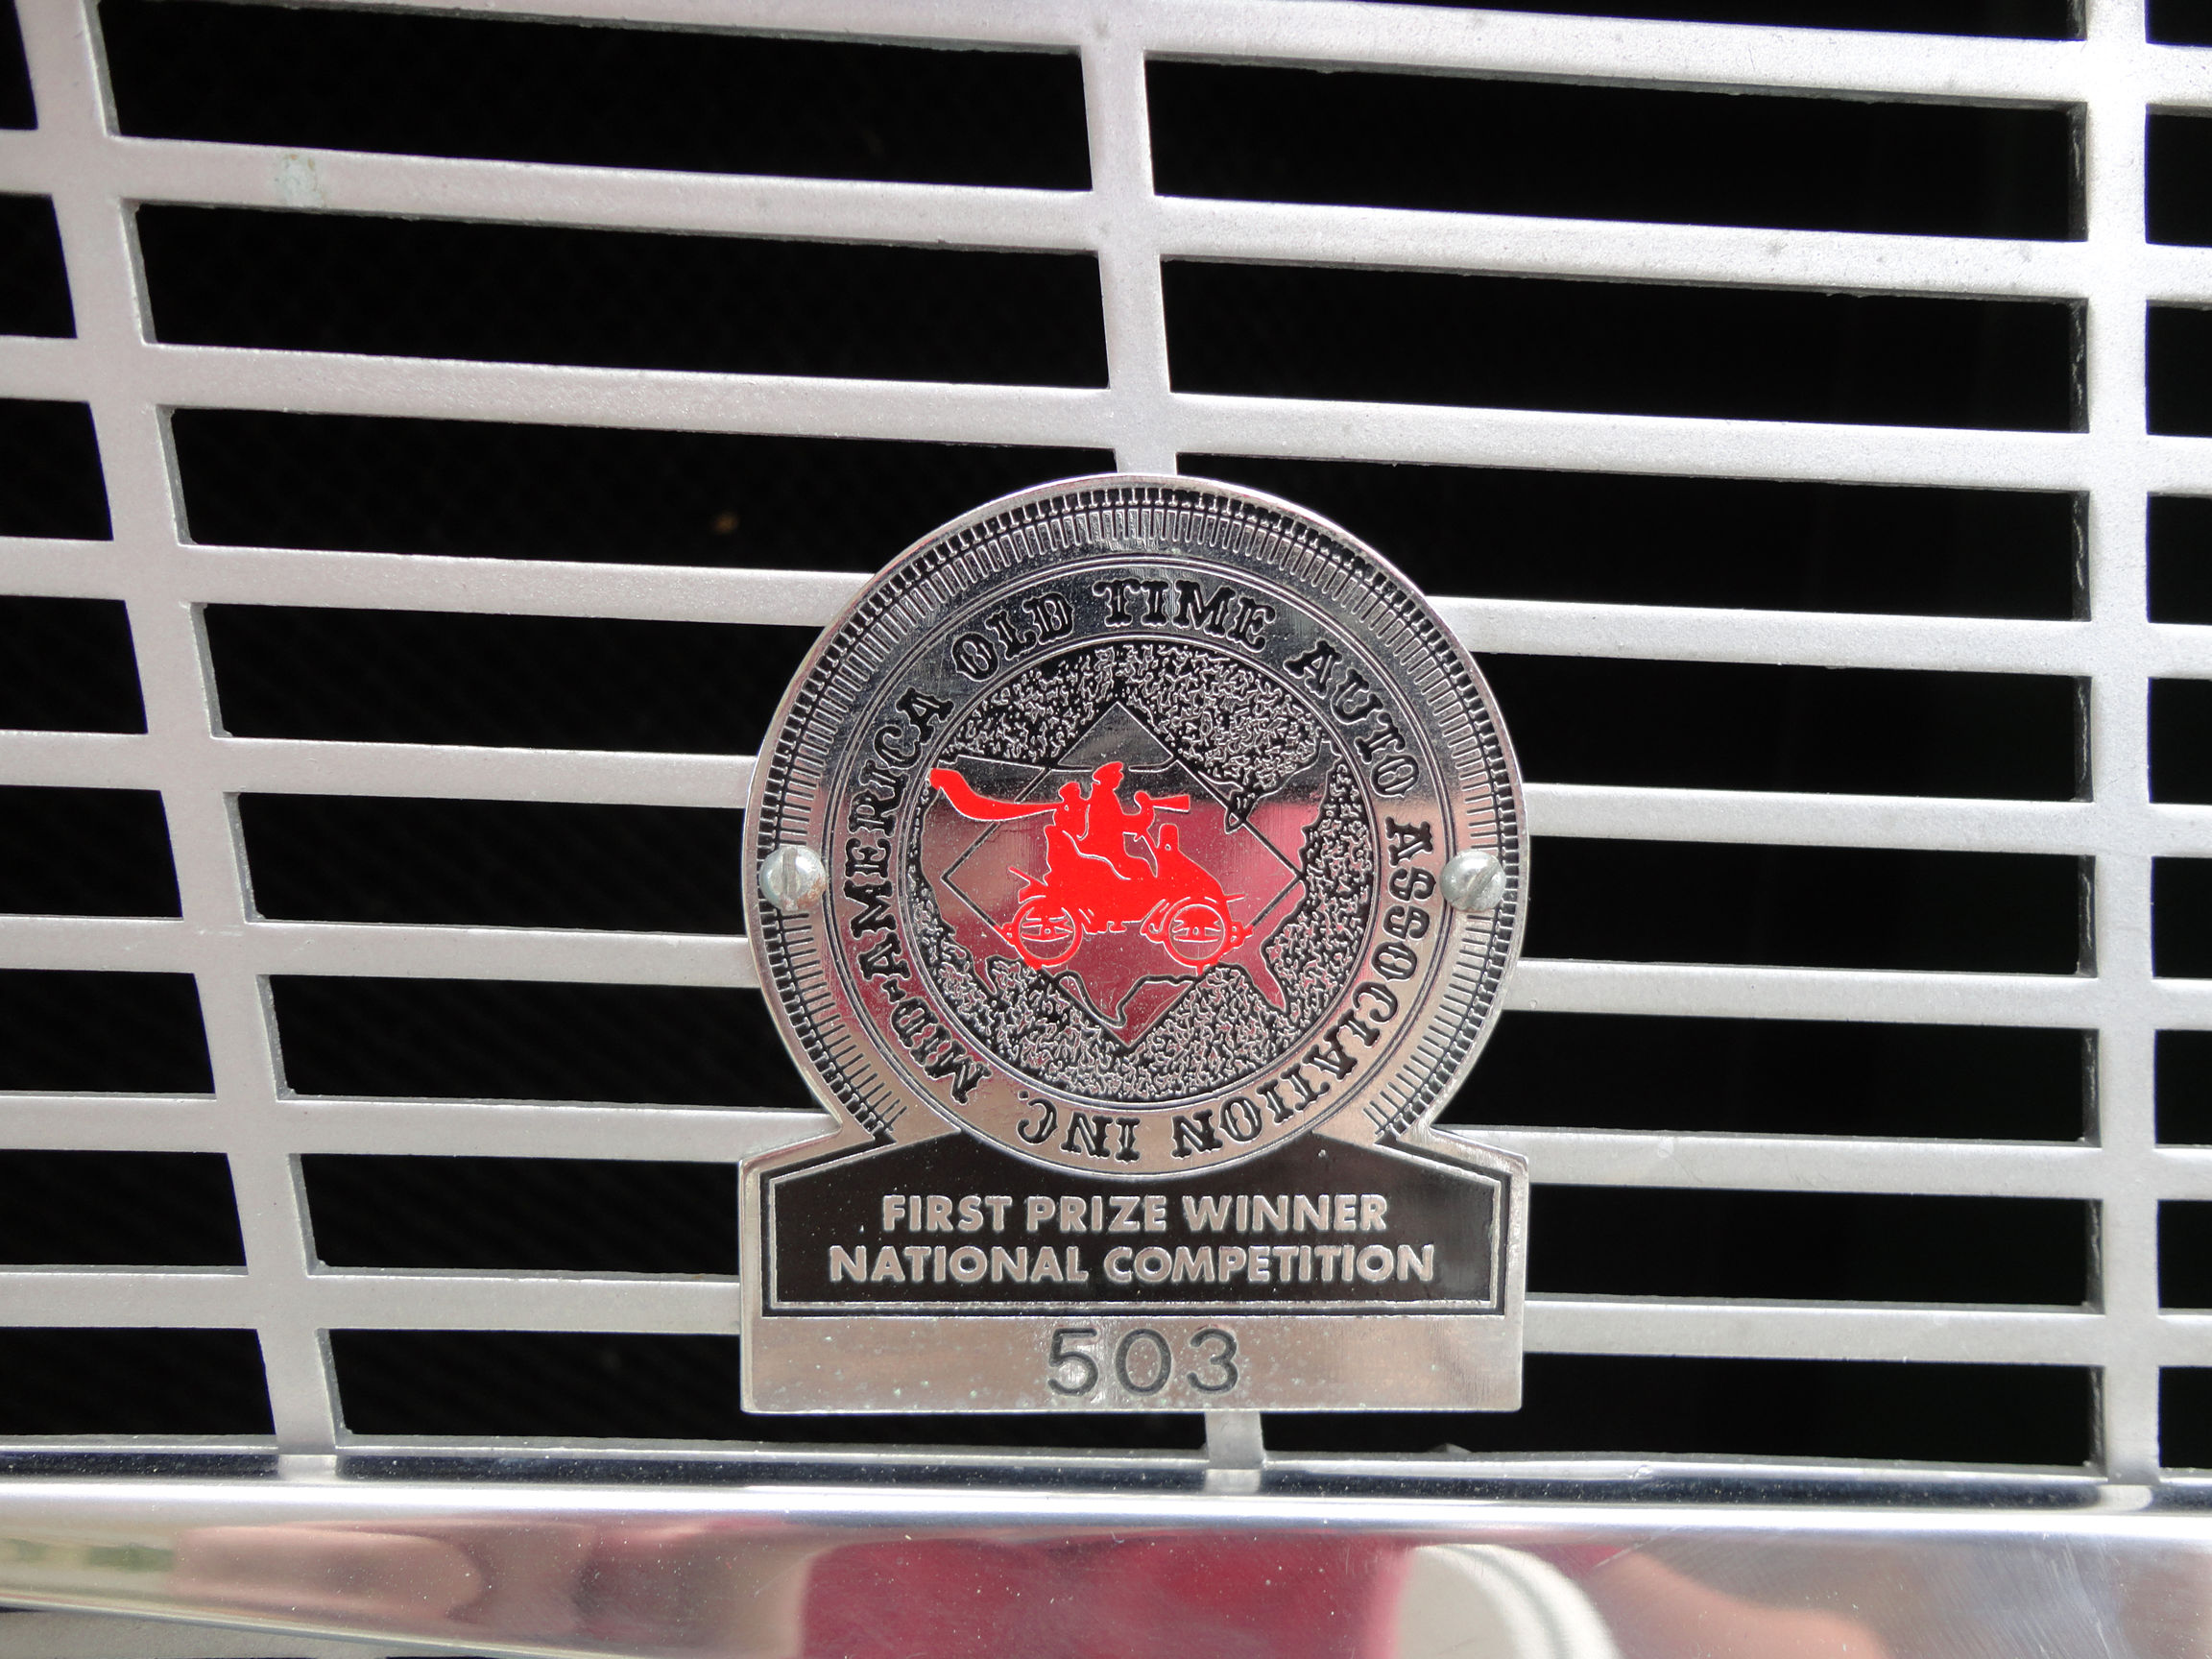 MID-AMERICA OLD TIME AUTO ASSOCIATION INC.
FIRST PRIZE WINNER
NATIONAL COMPETITION
503